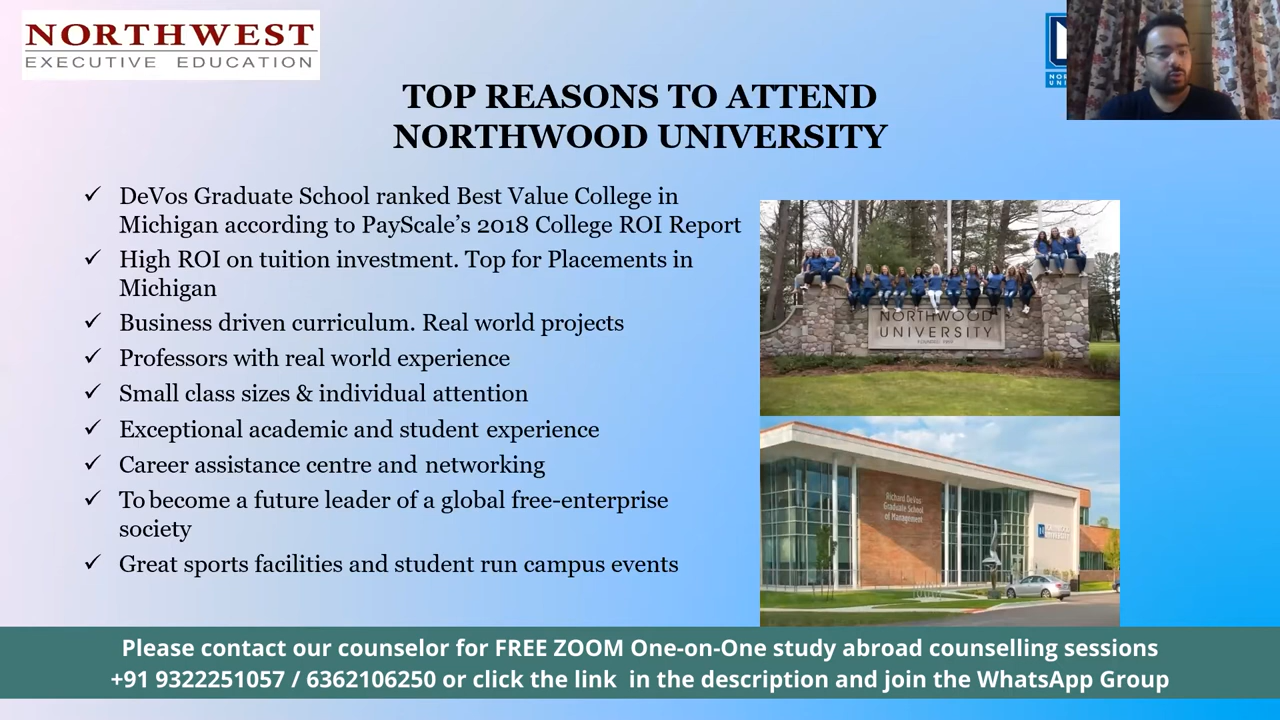 NORTHWEST
EXECUTIVE EDUCATION
TOP REASONS TO ATTEND
NORTHWOOD UNIVERSITY
✓ DeVos Graduate School ranked Best Value College in
Michigan according to PayScale's 2018 College ROI Report
✓ High ROI on tuition investment. Top for Placements in
Michigan
✓ Business driven curriculum. Real world projects
✓ Professors with real world experience
✓ Small class sizes & individual attention
✓ Exceptional academic and student experience
✓ Career assistance centre and networking
✓ To become a future leader of a global free-enterprise
society
✓ Great sports facilities and student run campus events
NORTHWOOD
UNIVERSITY
Richard DeVos
Graduate School
of Management
Please contact our counselor for FREE ZOOM One-on-One study abroad counselling sessions
+91 9322251057 / 6362106250 or click the link in the description and join the WhatsApp Group